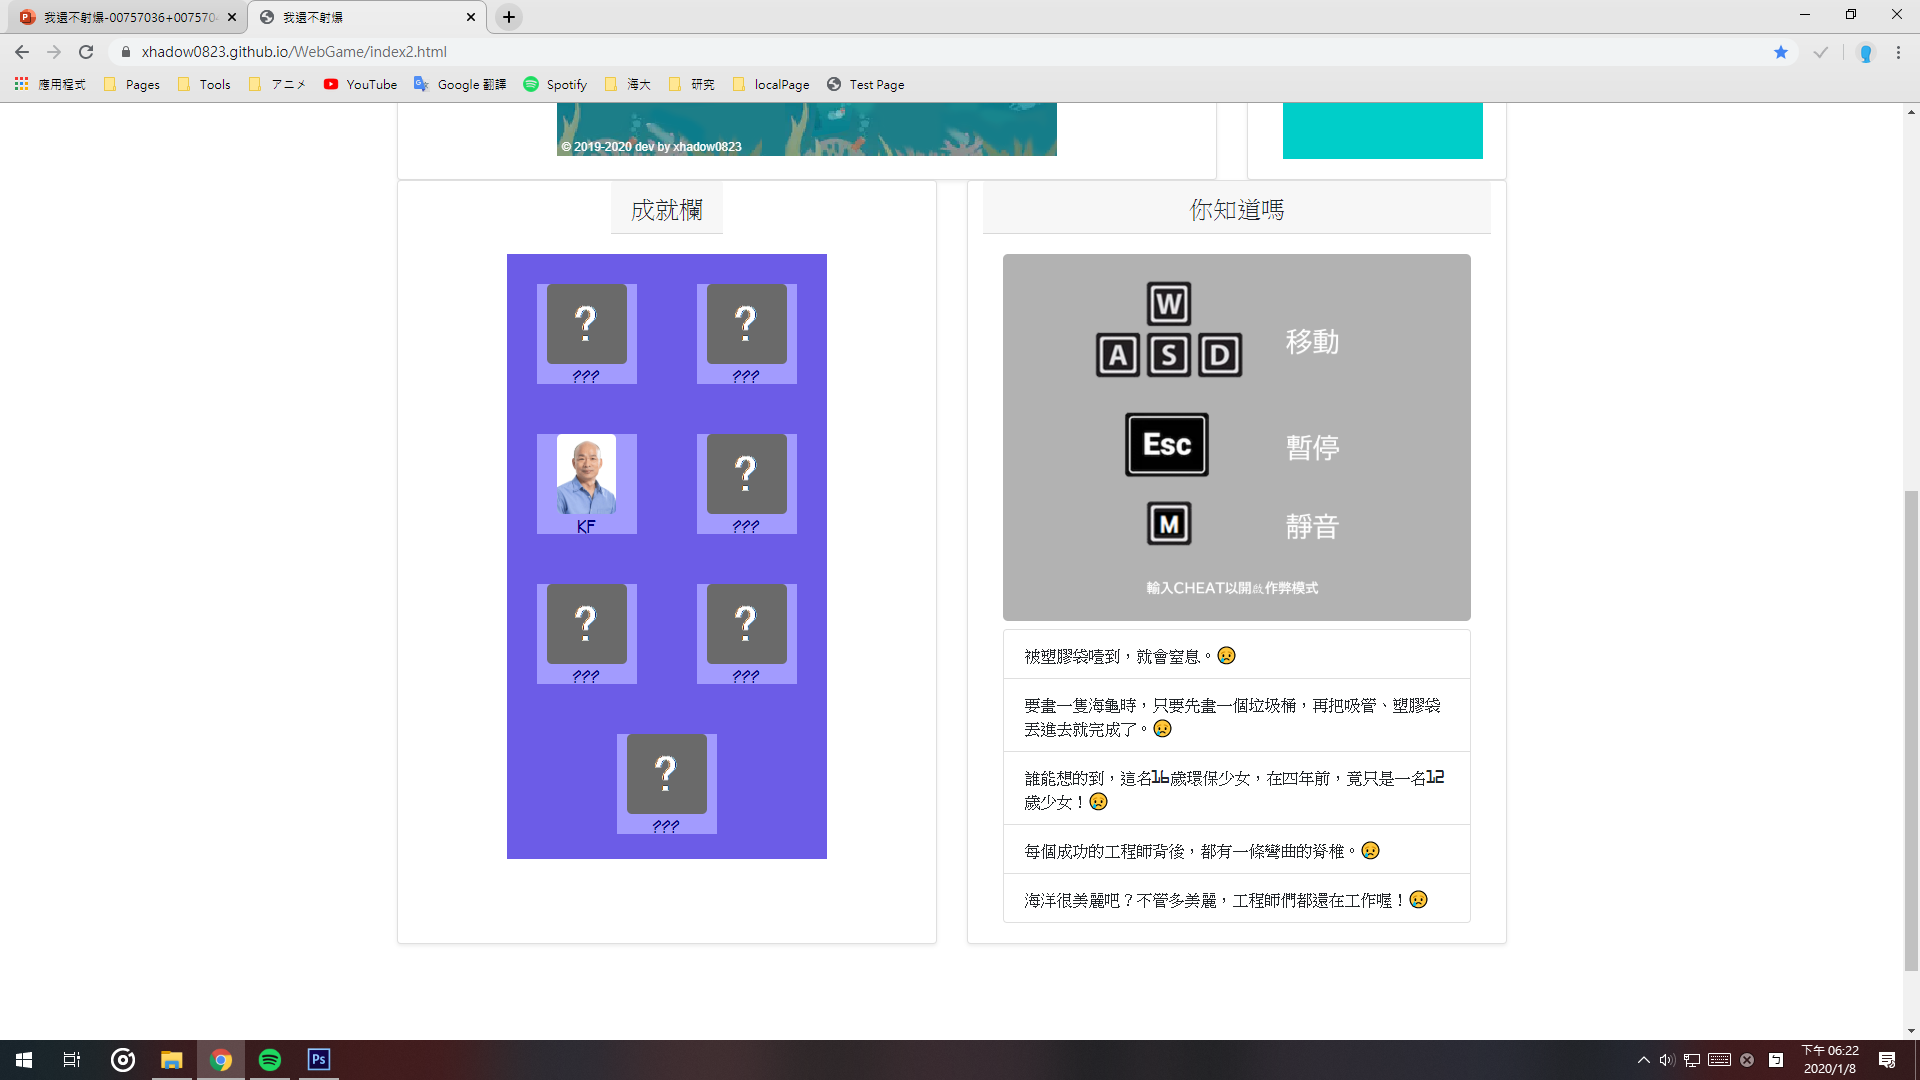 我還不射爆-00757036+007570
我還不射爆
xhadow0823.github.io/WebGame/index2.html
應用程式
Pages
Tools
アニメ
YouTube
Google 翻譯
Spotify
海大
研究
localPage
Test Page
© 2019-2020 dev by xhadow0823
成就欄
?
???
?
???
KF
?
???
?
???
?
???
?
???
你知道嗎
W
A S D
移動
Esc
暫停
M
靜音
輸入CHEAT以開啟作弊模式
被塑膠袋噎到，就會窒息。😥
要畫一隻海龜時，只要先畫一個垃圾桶，再把吸管、塑膠袋
丟進去就完成了。😥
誰能想的到，這名16歲環保少女，在四年前，竟只是一名12
歲少女！😥
每個成功的工程師背後，都有一條彎曲的脊椎。😥
海洋很美麗吧？不管多美麗，工程師們都還在工作喔！😥
Ps
下午 06:22
2020/1/8